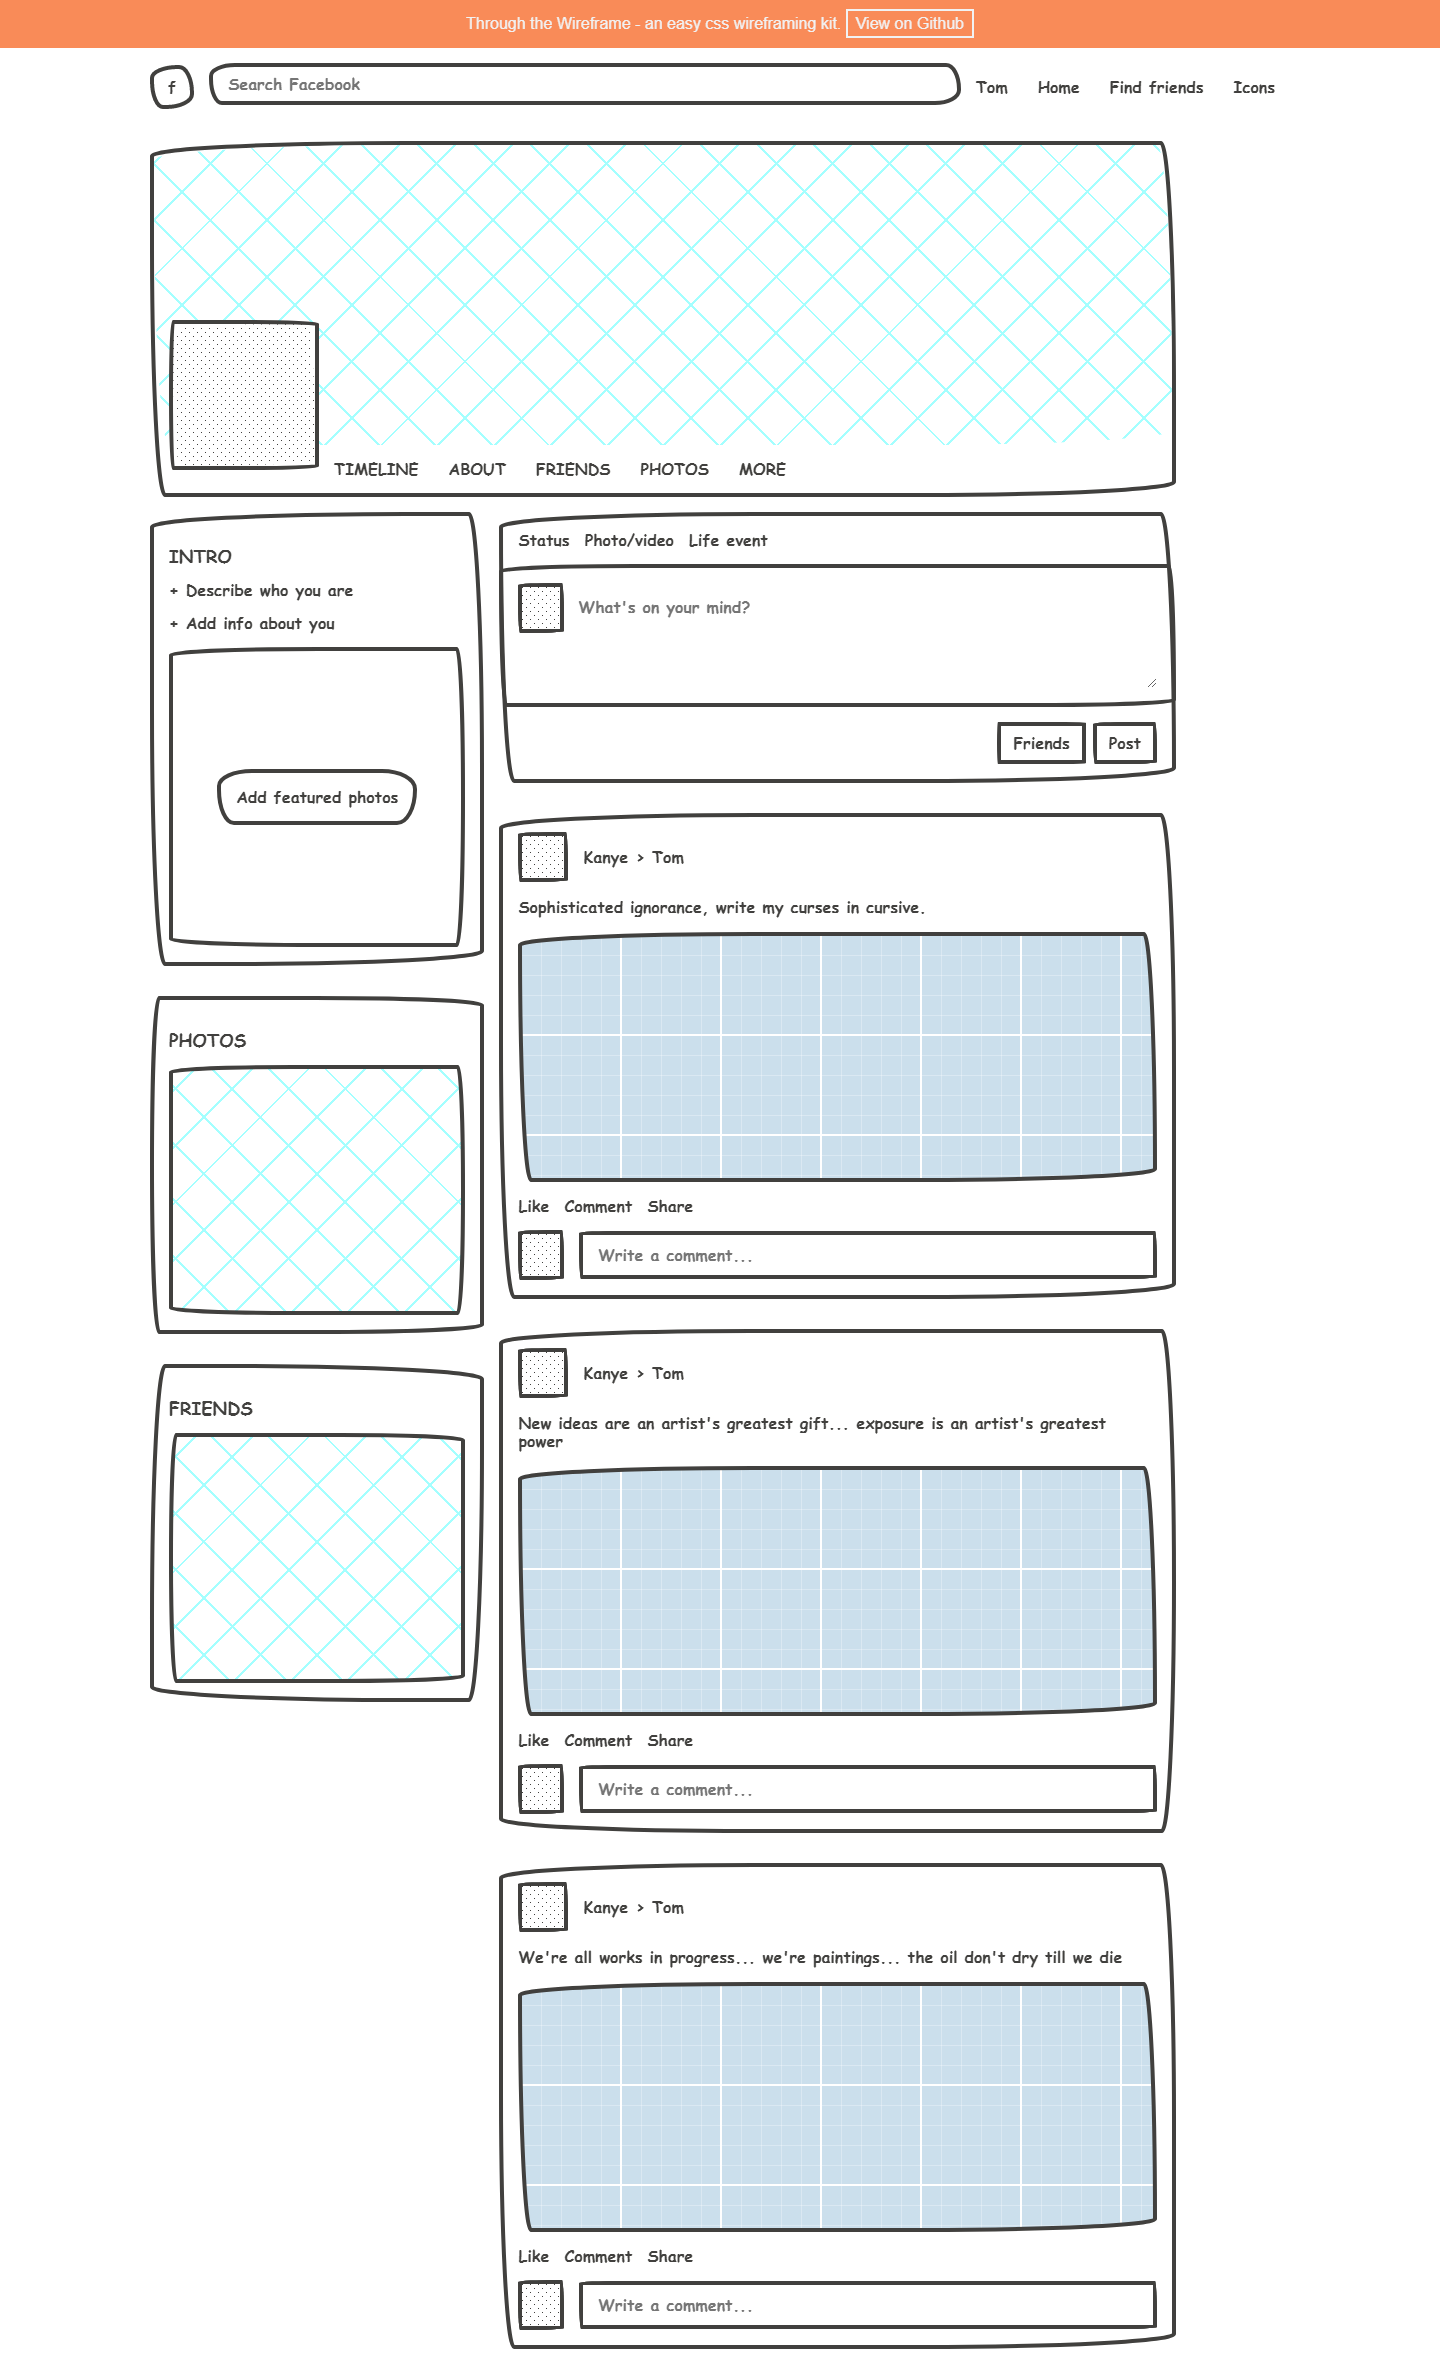 Through the Wireframe - an easy css wireframing kit. View on Github
f Search Facebook Tom Home Find friends Icons
TIMELINE ABOUT FRIENDS PHOTOS MORE
INTRO
+ Describe who you are
+ Add info about you
Add featured photos
PHOTOS
FRIENDS
Status Photo/video Life event
What's on your mind?
Friends Post
Kanye > Tom
Sophisticated ignorance, write my curses in cursive.
Like Comment Share
Write a comment...
Kanye > Tom
New ideas are an artist's greatest gift... exposure is an artist's greatest
power
Like Comment Share
Write a comment...
Kanye > Tom
We're all works in progress... we're paintings... the oil don't dry till we die
Like Comment Share
Write a comment...